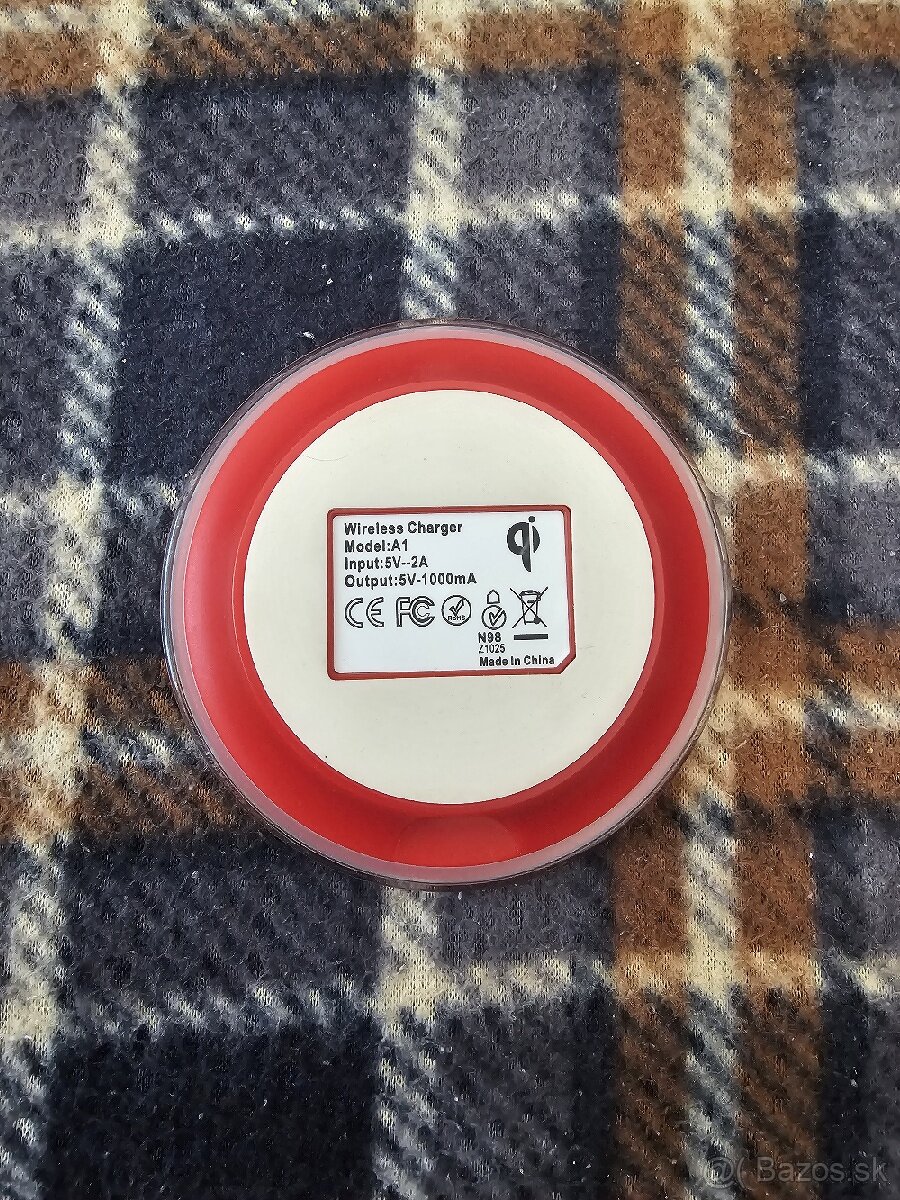 Wireless Charger
Model:A1
Input:5V--2A
Output:5V-1000mA
qi
CE FC RoHS
N98
Z1025
Made in China
@ Bazos.sk